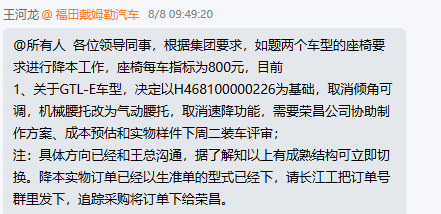 王河龙@福田戴姆勒汽车 8/8 09:49:20
@所有人 各位领导同事，根据集团要求，如题两个车型的座椅要
求进行降本工作，座椅每车指标为800元，目前
1、关于GTL-E车型，决定以H468100000226为基础，取消倾角可
调，机械腰托改为气动腰托，取消速降功能，需要荣昌公司协助制
作方案、成本预估和实物样件下周二装车评审；
注：具体方向已经和王总沟通，据了解知以上有成熟结构可立即切
换。降本实物订单已经以生准单的型式已经下，请长江工把订单号
群里发下，追踪采购将订单下给荣昌。